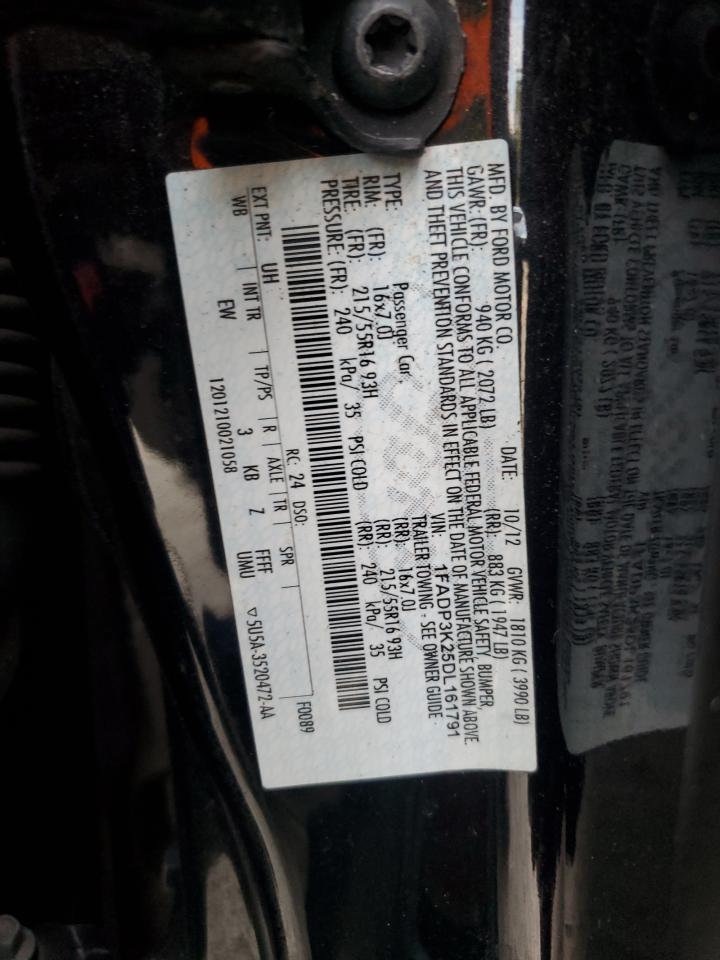 MFD. BY FORD MOTOR CO.
DATE: 10/12 GVWR: 1810 KG / 3990 LB)
GAWR: (FR): 940 KG ( 2072 LB) (RR): 883 KG ( 1947 LB)
THIS VEHICLE CONFORMS TO ALL APPLICABLE FEDERAL MOTOR VEHICLE SAFETY, BUMPER
AND THEFT PREVENTION STANDARDS IN EFFECT ON THE DATE OF MANUFACTURE SHOWN ABOVE.
VIN: 1FADP3K25DL161791
TYPE: Passenger Car, TRAILER TOWING - SEE OWNER GUIDE -
RIM: (FR): 16x7.0J (RR): 16x7.0J
TIRE: (FR): 215/55R16 93H (RR): 215/55R16 93H
PRESSURE: (FR): 240 kPa/ 35 PSI COLD (RR): 240 kPa/ 35 PSI COLD
F0089
EXT PNT: UH RC: 24 DSO:
WB INT TR TP/PS R AXLE TR SPR
EW 3 KB Z FFFF
1201210021058 UMU ▽5U5A-3520472-AA